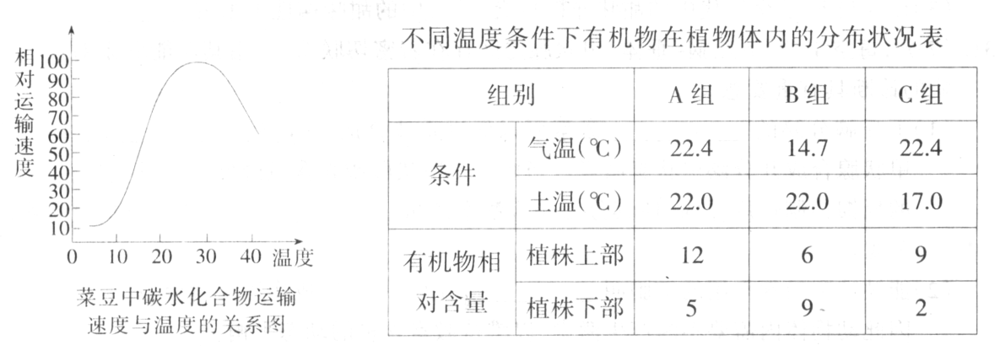 相对运输速度
100
90
80
70
60
50
40
30
20
10
0 10 20 30 40 温度
菜豆中碳水化合物运输
速度与温度的关系图
不同温度条件下有机物在植物体内的分布状况表
组别 A组 B组 C组
条件 气温(℃) 22.4 14.7 22.4
土温(℃) 22.0 22.0 17.0
有机物相对含量 植株上部 12 6 9
植株下部 5 9 2